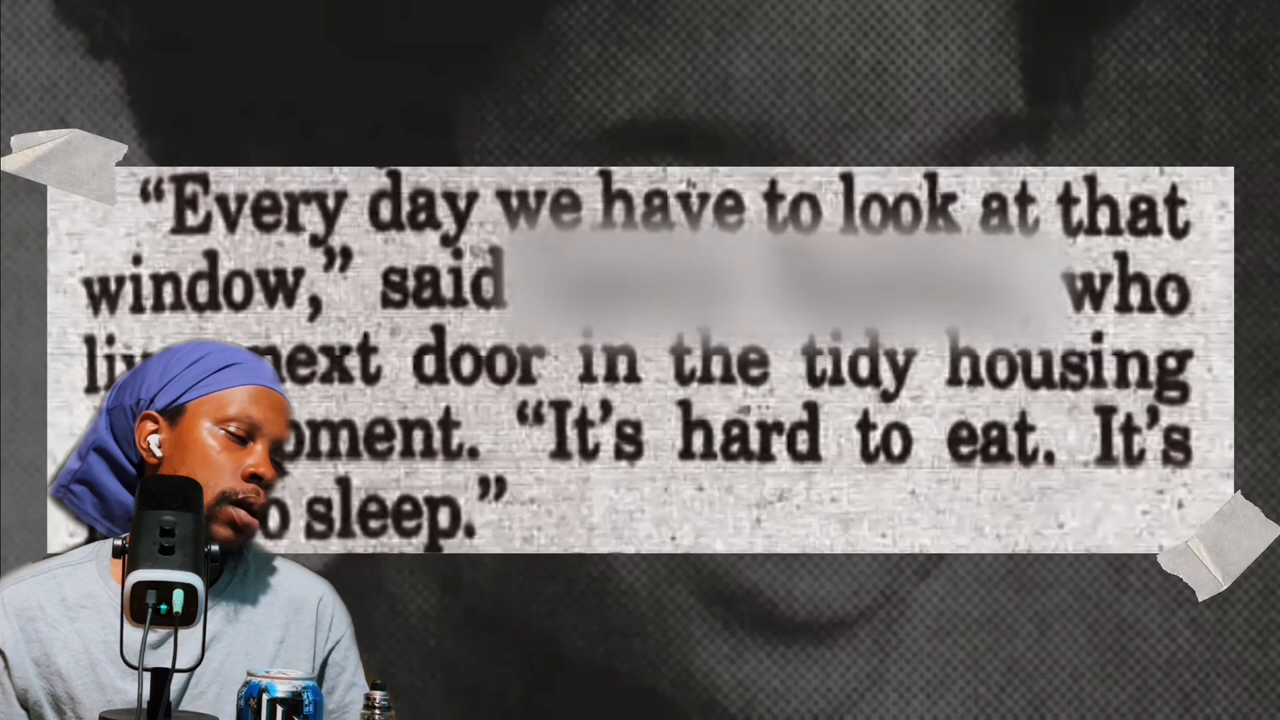 “Every day we have to look at that
window,” said who
next door in the tidy housing
“It’s hard to eat. It’s
sleep.”